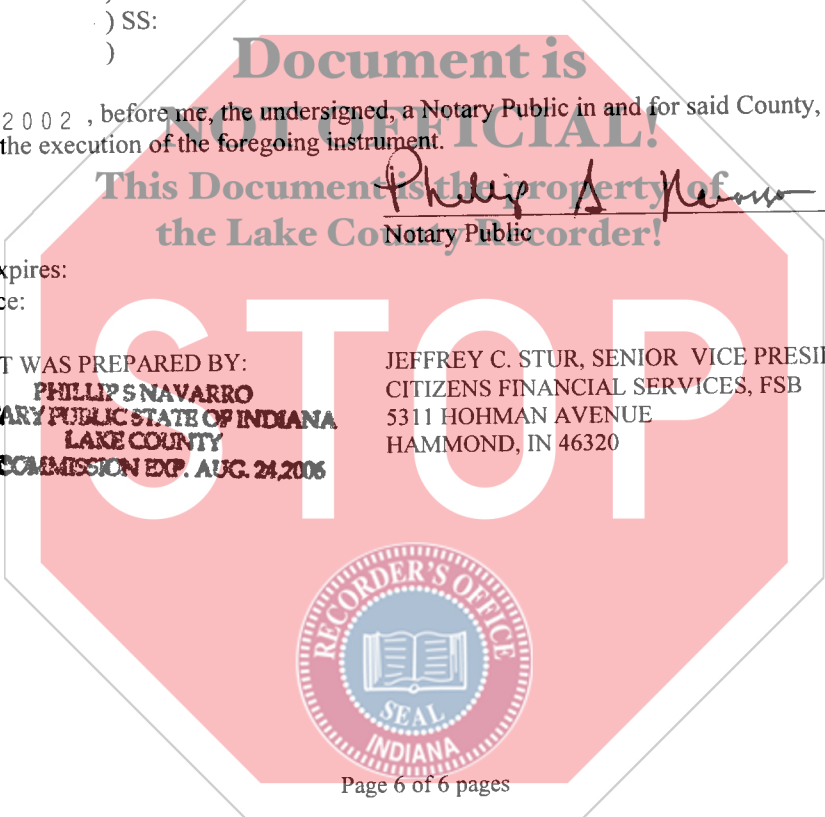 ) SS:
)
Document is
2002 , before me, the undersigned, a Notary Public in and for said County,
NOT OFFICIAL!
the execution of the foregoing instrument.
This Document is the property of
Phillip S Navarro
the Lake County Recorder!
Notary Public
xpires:
ce:
STOP
T WAS PREPARED BY:
JEFFREY C. STUR, SENIOR VICE PRESI
PHILLIP S NAVARRO
CITIZENS FINANCIAL SERVICES, FSB
ARY PUBLIC STATE OF INDIANA
5311 HOHMAN AVENUE
LAKE COUNTY
HAMMOND, IN 46320
COMMISSION EXP. AUG. 24,2006
RECORDER'S OFFICE
SEAL
INDIANA
Page 6 of 6 pages